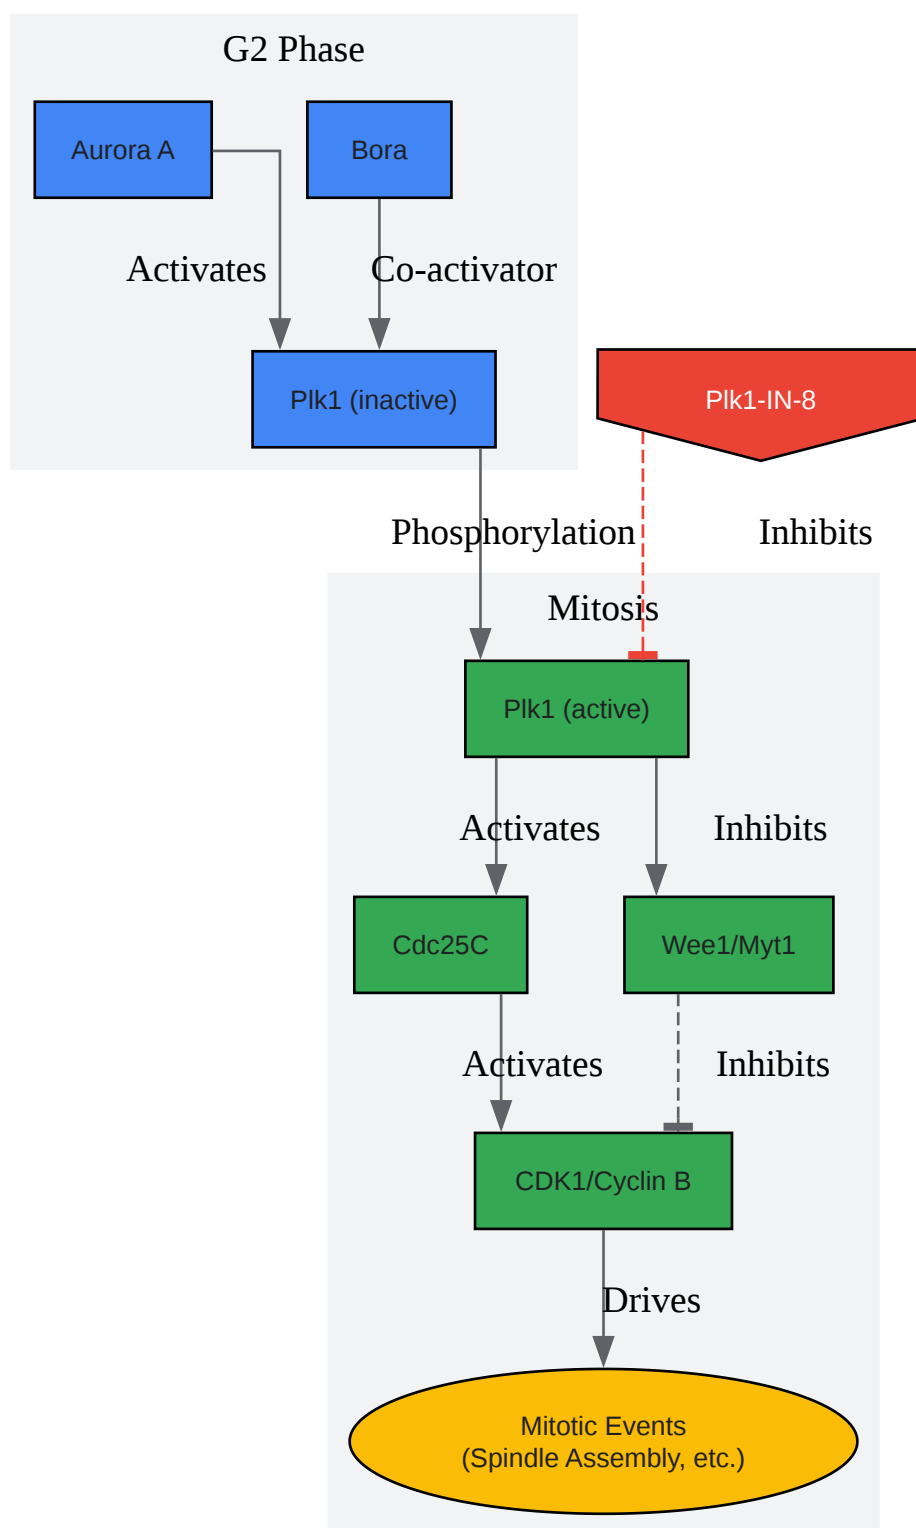 G2 Phase
Aurora A
Bora
Activates
Co-activator
Plk1 (inactive)
Plk1-IN-8
Phosphorylation
Inhibits
Mitosis
Plk1 (active)
Activates
Inhibits
Cdc25C
Wee1/Myt1
Activates
Inhibits
CDK1/Cyclin B
Drives
Mitotic Events
(Spindle Assembly, etc.)